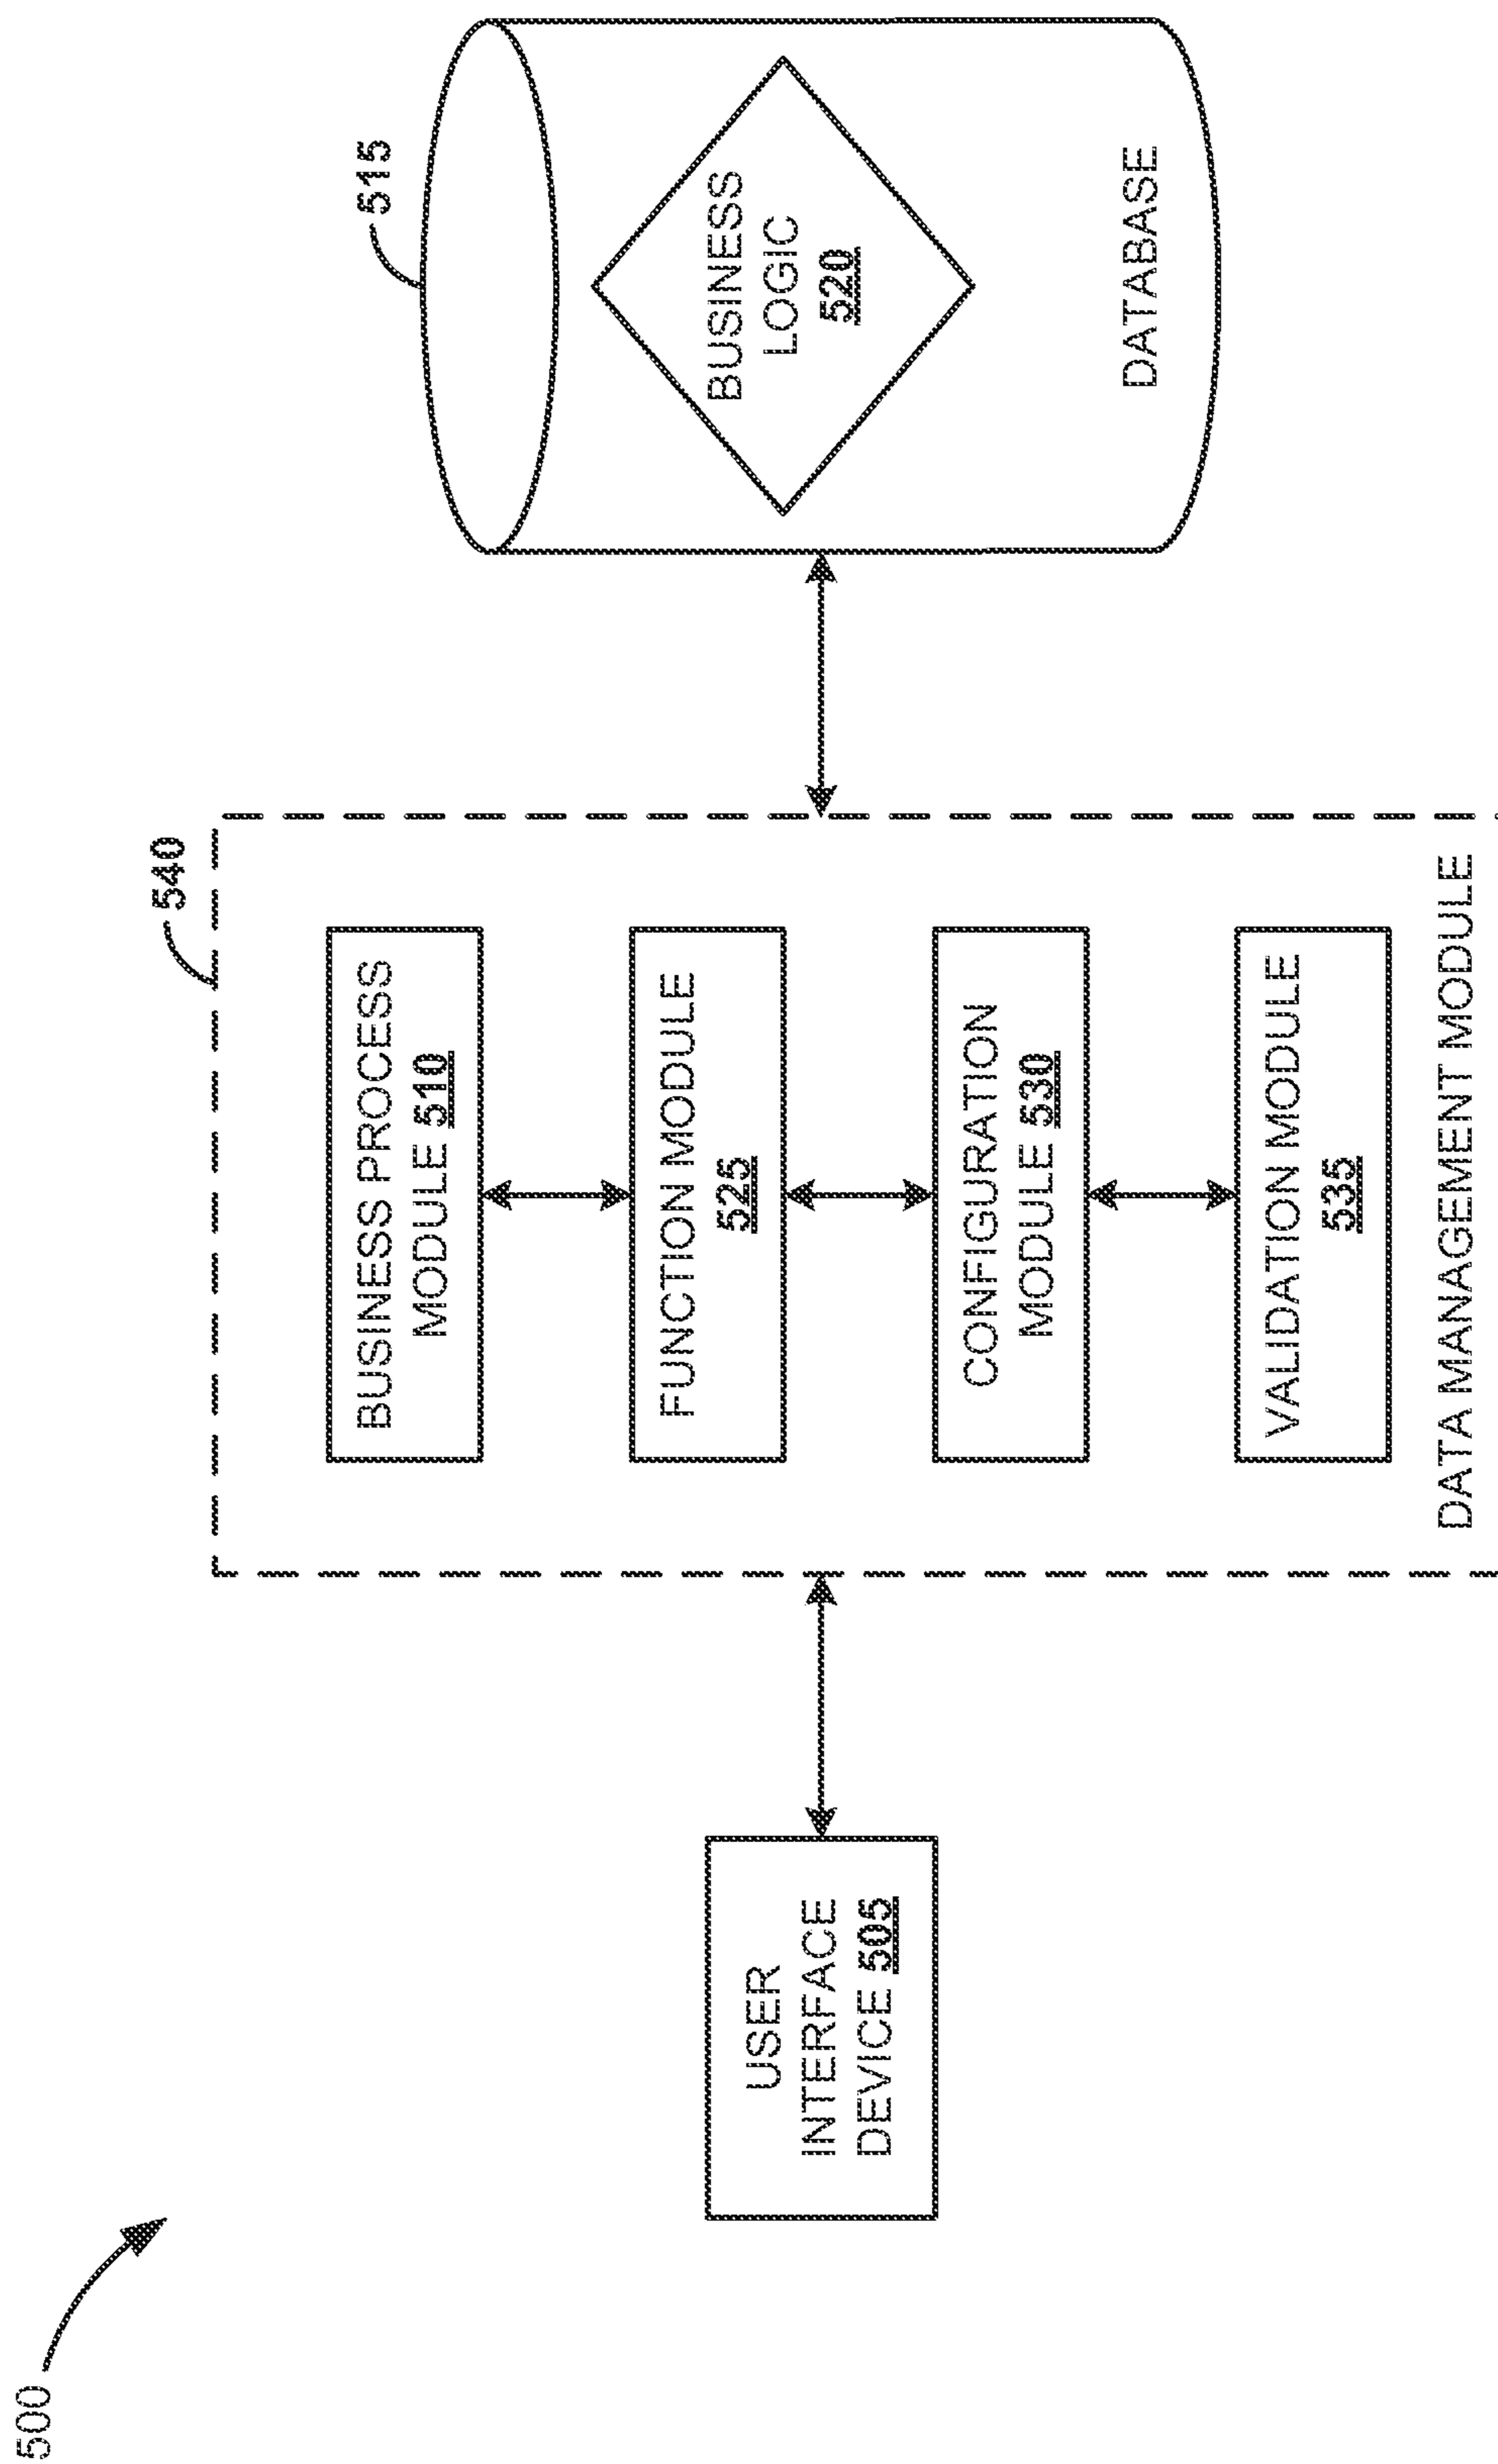 500
USER
INTERFACE
DEVICE 505
540
BUSINESS PROCESS
MODULE 510
FUNCTION MODULE
525
CONFIGURATION
MODULE 530
VALIDATION MODULE
535
DATA MANAGEMENT MODULE
515
BUSINESS
LOGIC
520
DATABASE